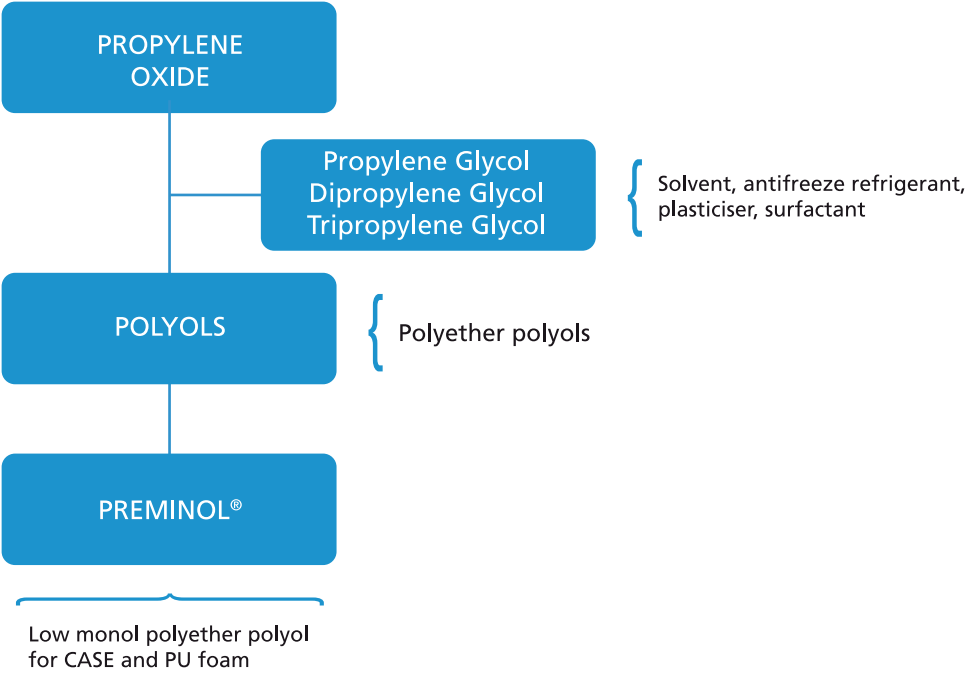 PROPYLENE
OXIDE
Propylene Glycol
Dipropylene Glycol
Tripropylene Glycol
Solvent, antifreeze refrigerant,
plasticiser, surfactant
POLYOLS
Polyether polyols
PREMINOL®
Low monol polyether polyol
for CASE and PU foam